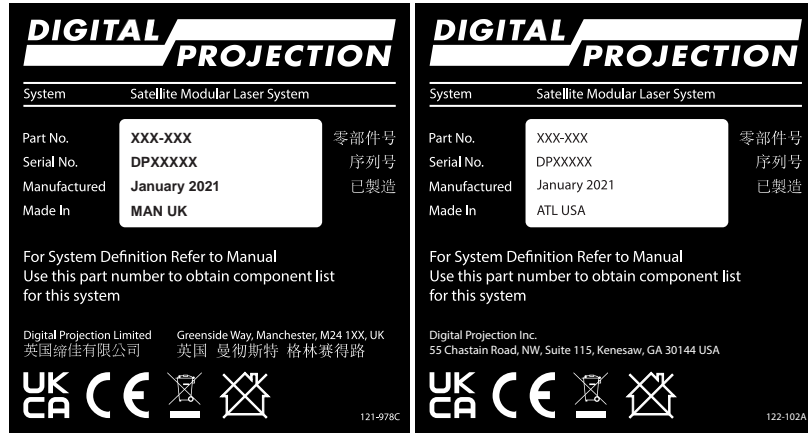 DIGITAL
PROJECTION
System Satellite Modular Laser System
Part No. XXX-XXX 零部件号
Serial No. DPXXXXX 序列号
Manufactured January 2021 已製造
Made In MAN UK
For System Definition Refer to Manual
Use this part number to obtain component list
for this system
Digital Projection Limited Greenside Way, Manchester, M24 1XX, UK
英国缔佳有限公司 英国 曼彻斯特 格林赛得路
UK
CA CE
121-978C
DIGITAL
PROJECTION
System Satellite Modular Laser System
Part No. XXX-XXX 零部件号
Serial No. DPXXXXX 序列号
Manufactured January 2021 已製造
Made In ATL USA
For System Definition Refer to Manual
Use this part number to obtain component list
for this system
Digital Projection Inc.
55 Chastain Road, NW, Suite 115, Kenesaw, GA 30144 USA
UK
CA CE
122-102A